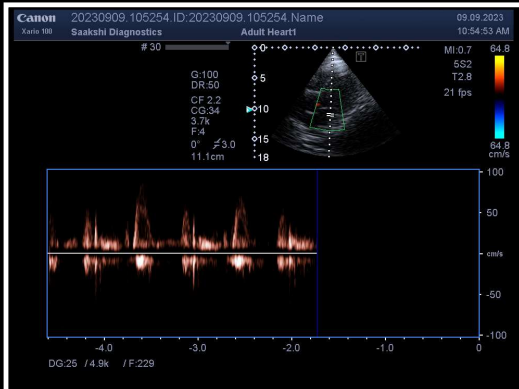 Canon 20230909.105254.ID:20230909.105254.Name 09.09.2023
Xario 100 Saakshi Diagnostics Adult Heart1 10:54:53 AM
#30
MI:0.7
5S2
T2.8
21 fps
G:100
DR:50
CF 2.2
CG:34
3.7k
F:4
0° 3.0
11.1cm
0
5
10
15
18
T
64.8
64.8
cm/s
100
50
cm/s
-50
-100
-4.0 -3.0 -2.0 -1.0 0
DG:25 /4.9k /F:229